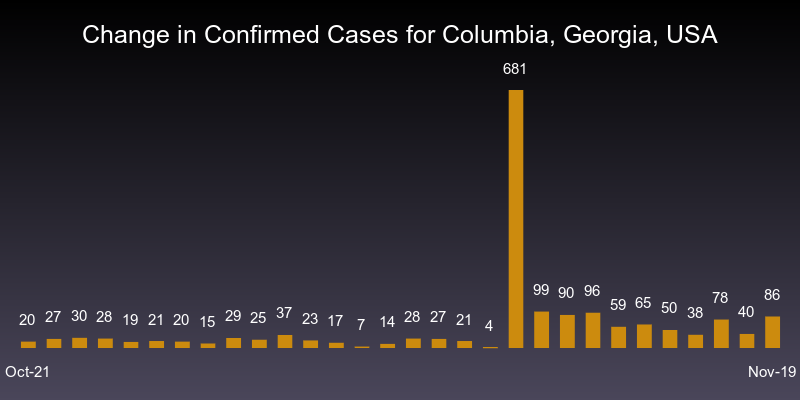 Change in Confirmed Cases for Columbia, Georgia, USA
681
20 27 30 28 19 21 20 15 29 25 37 23 17 7 14 28 27 21 4 99 90 96 59 65 50 38 78 40 86
Oct-21 Nov-19